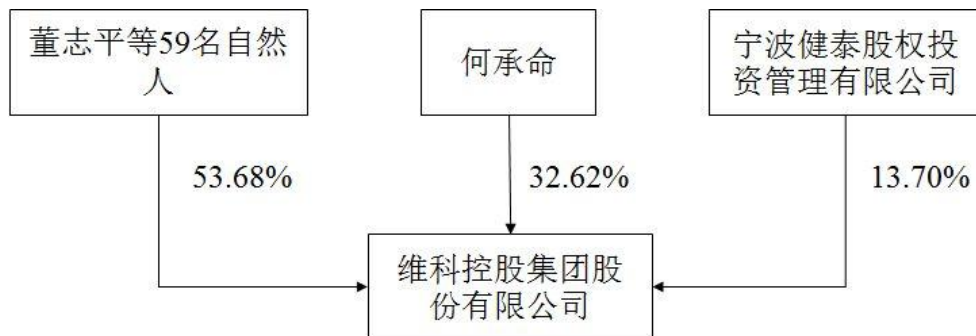 董志平等59名自然
人
何承命
宁波健泰股权投
资管理有限公司
53.68%
32.62%
13.70%
维科控股集团股
份有限公司